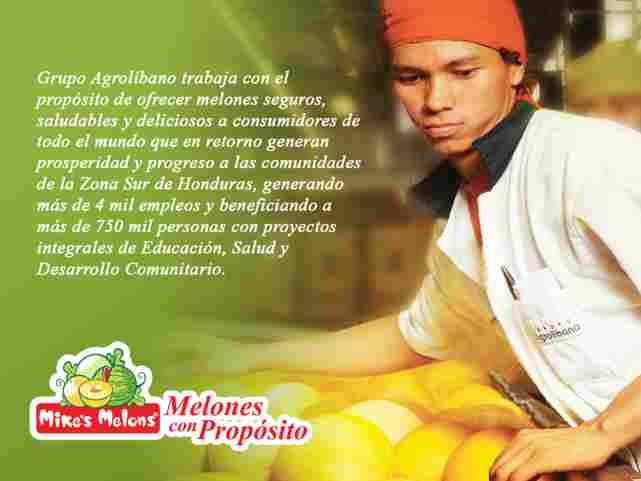 Grupo Agrolíbano trabaja con el
propósito de ofrecer melones seguros,
saludables y deliciosos a consumidores de
todo el mundo que en retorno generan
prosperidad y progreso a las comunidades
de la Zona Sur de Honduras, generando
más de 4 mil empleos y beneficiando a
más de 750 mil personas con proyectos
integrales de Educación, Salud y
Desarrollo Comunitario.
Mike's Melons
Melones
con Propósito